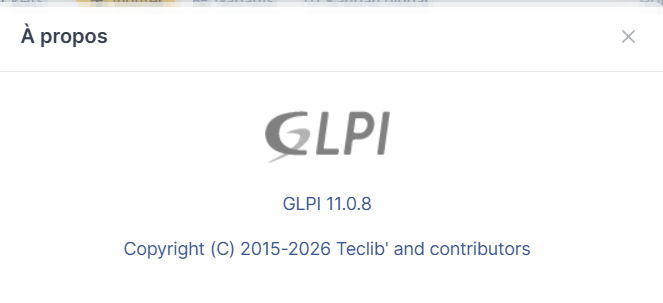 À propos
GLPI
GLPI 11.0.8
Copyright (C) 2015-2026 Teclib' and contributors